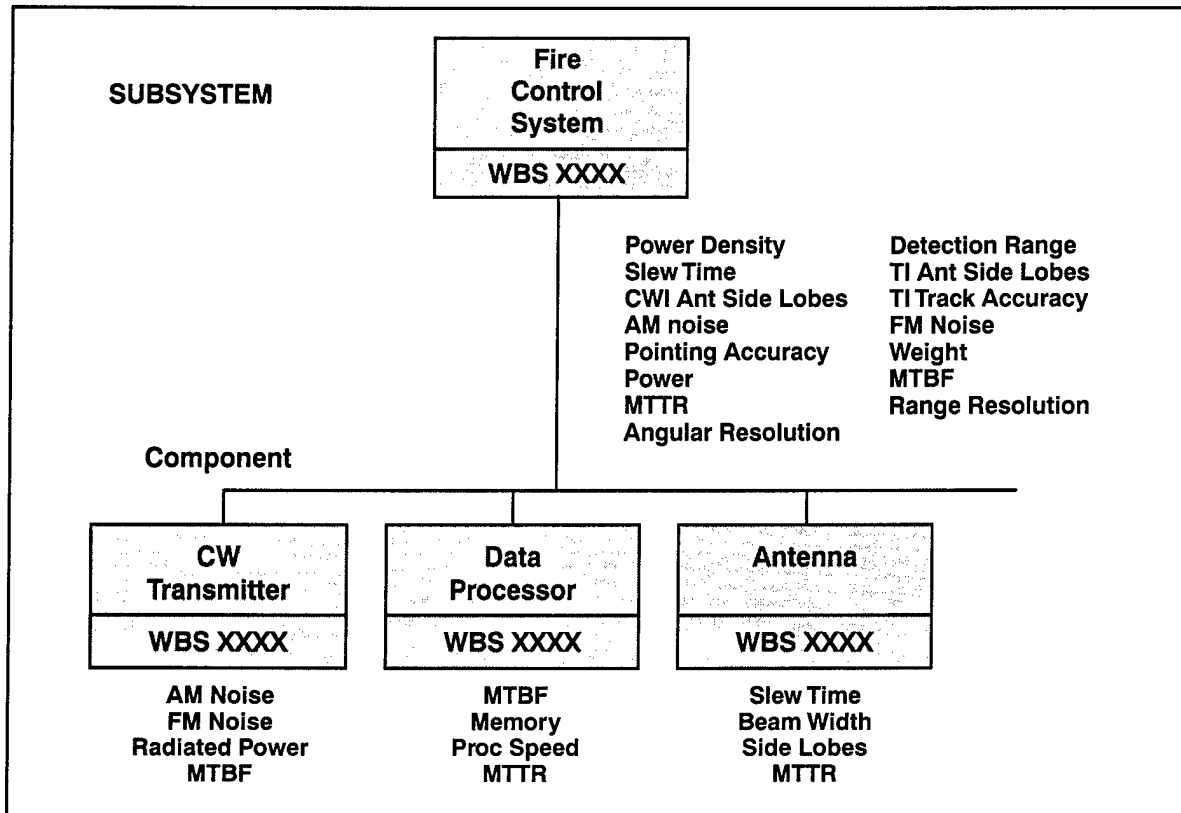 SUBSYSTEM
Fire
Control
System
WBS XXXX
Power Density
Slew Time
CWI Ant Side Lobes
AM noise
Pointing Accuracy
Power
MTTR
Angular Resolution
Detection Range
TI Ant Side Lobes
TI Track Accuracy
FM Noise
Weight
MTBF
Range Resolution
Component
CW
Transmitter
WBS XXXX
AM Noise
FM Noise
Radiated Power
MTBF
Data
Processor
WBS XXXX
MTBF
Memory
Proc Speed
MTTR
Antenna
WBS XXXX
Slew Time
Beam Width
Side Lobes
MTTR